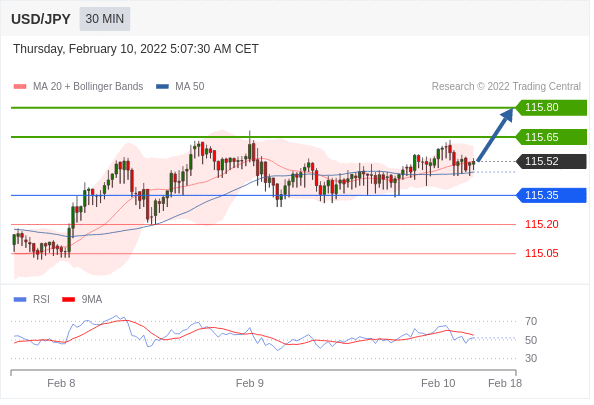 USD/JPY 30 MIN
Thursday, February 10, 2022 5:07:30 AM CET
MA 20 + Bollinger Bands MA 50 Research © 2022 Trading Central
115.80
115.65
115.52
115.35
115.20
115.05
RSI 9MA
70
50
30
Feb 8 Feb 9 Feb 10 Feb 18